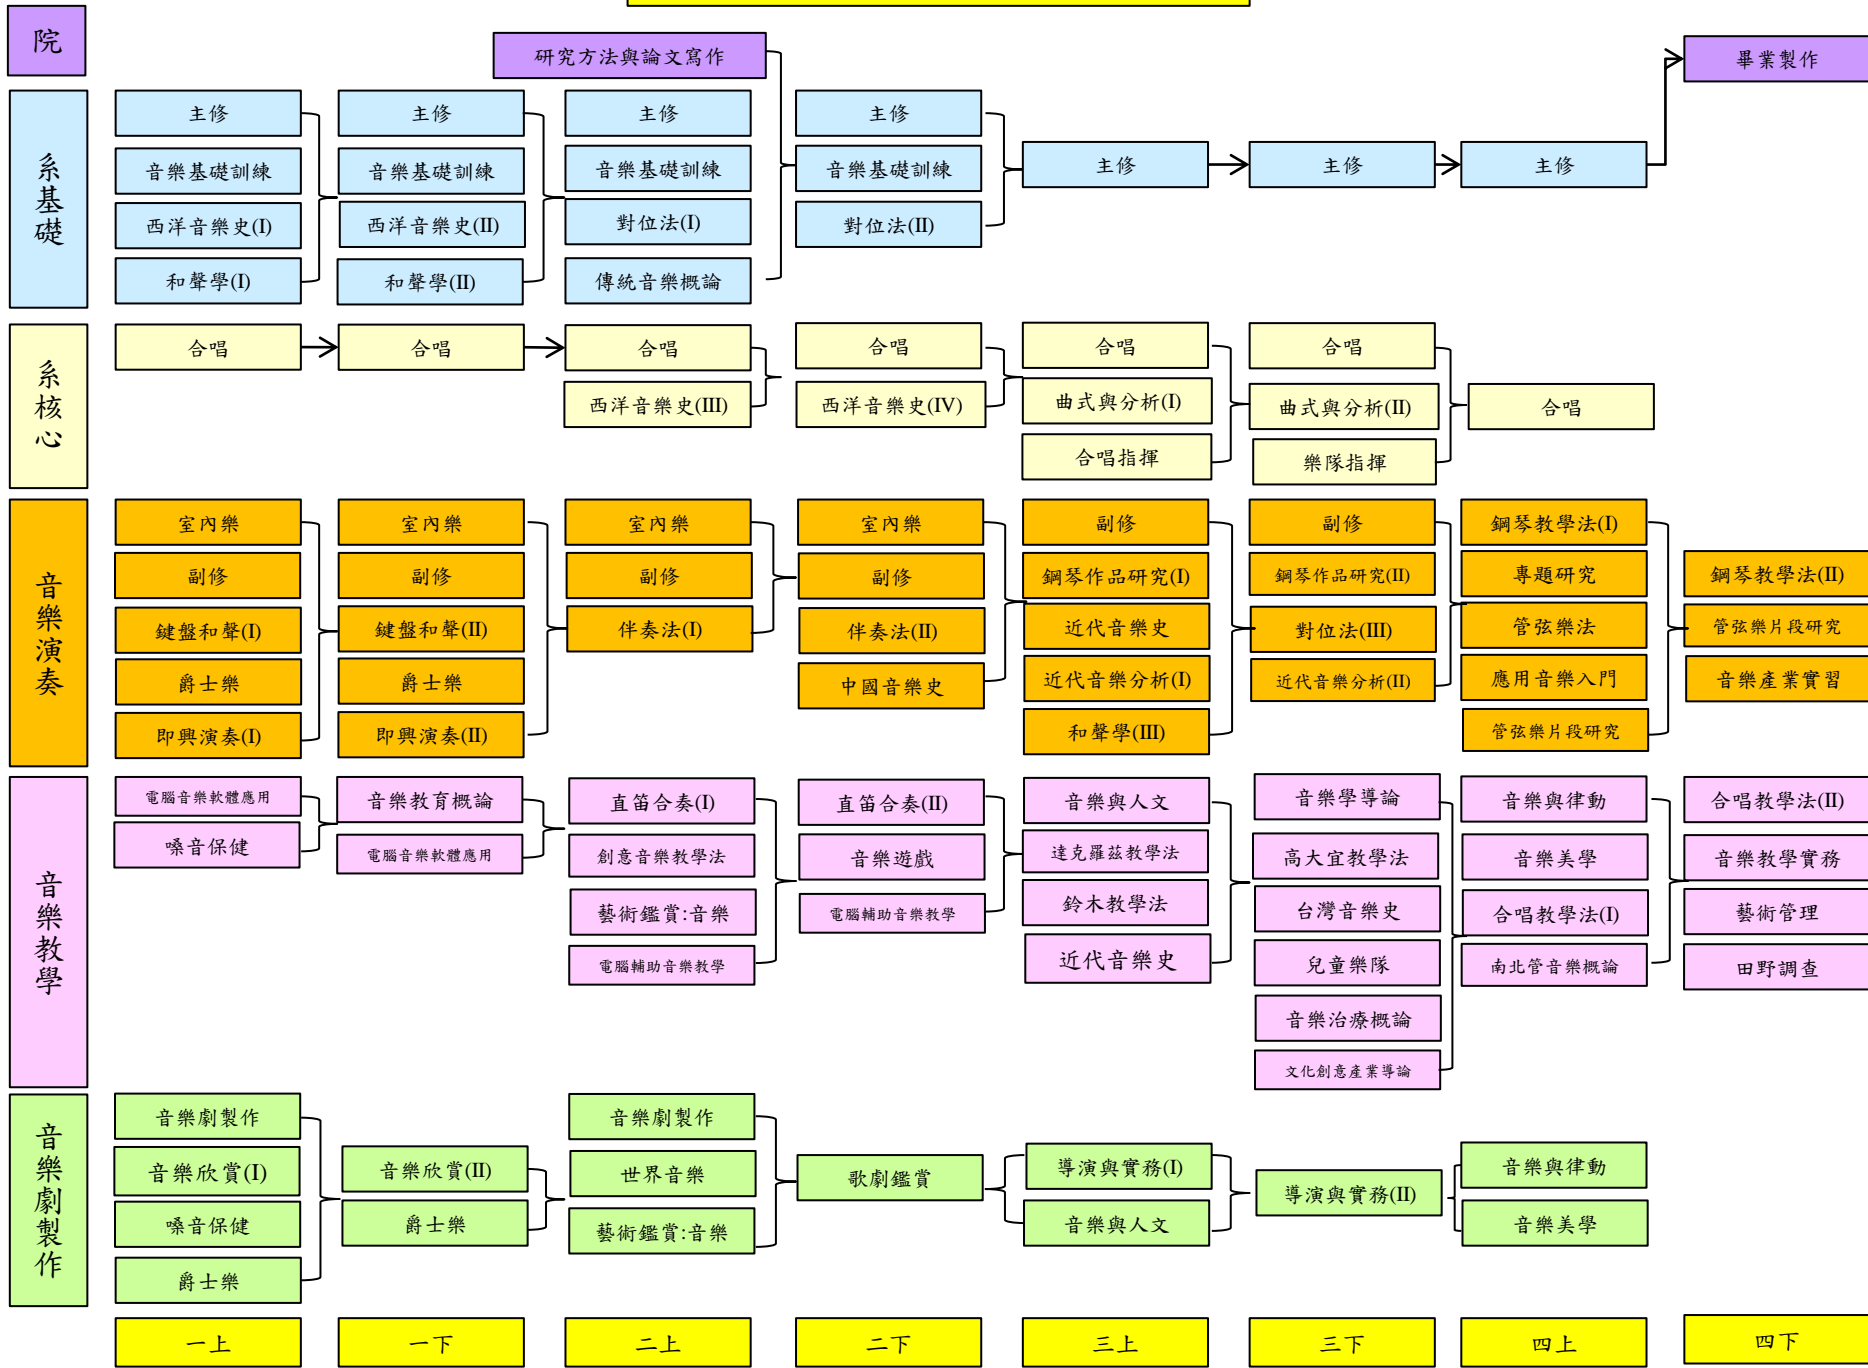 院
研究方法與論文寫作
畢業製作
系基礎
主修
主修
主修
主修
音樂基礎訓練
音樂基礎訓練
音樂基礎訓練
音樂基礎訓練
主修
主修
主修
西洋音樂史(I)
西洋音樂史(II)
對位法(I)
對位法(II)
和聲學(I)
和聲學(II)
傳統音樂概論
系核心
合唱
合唱
合唱
合唱
合唱
合唱
西洋音樂史(III)
西洋音樂史(IV)
曲式與分析(I)
曲式與分析(II)
合唱
合唱指揮
樂隊指揮
音樂演奏
室內樂
室內樂
室內樂
室內樂
副修
副修
鋼琴教學法(I)
副修
副修
副修
副修
鋼琴作品研究(I)
鋼琴作品研究(II)
專題研究
鋼琴教學法(II)
鍵盤和聲(I)
鍵盤和聲(II)
伴奏法(I)
伴奏法(II)
近代音樂史
對位法(III)
管弦樂法
管弦樂片段研究
爵士樂
爵士樂
中國音樂史
近代音樂分析(I)
近代音樂分析(II)
應用音樂入門
音樂產業實習
即興演奏(I)
即興演奏(II)
和聲學(III)
管弦樂片段研究
音樂教學
電腦音樂軟體應用
音樂教育概論
直笛合奏(I)
直笛合奏(II)
音樂與人文
音樂學導論
音樂與律動
合唱教學法(II)
嗓音保健
電腦音樂軟體應用
創意音樂教學法
音樂遊戲
達克羅茲教學法
高大宜教學法
音樂美學
音樂教學實務
藝術鑑賞:音樂
電腦輔助音樂教學
鈴木教學法
台灣音樂史
合唱教學法(I)
藝術管理
電腦輔助音樂教學
近代音樂史
兒童樂隊
南北管音樂概論
田野調查
音樂治療概論
文化創意產業導論
音樂劇製作
音樂劇製作
音樂劇製作
音樂欣賞(I)
音樂欣賞(II)
世界音樂
歌劇鑑賞
導演與實務(I)
導演與實務(II)
音樂與律動
嗓音保健
爵士樂
藝術鑑賞:音樂
音樂與人文
音樂美學
爵士樂
一上
一下
二上
二下
三上
三下
四上
四下